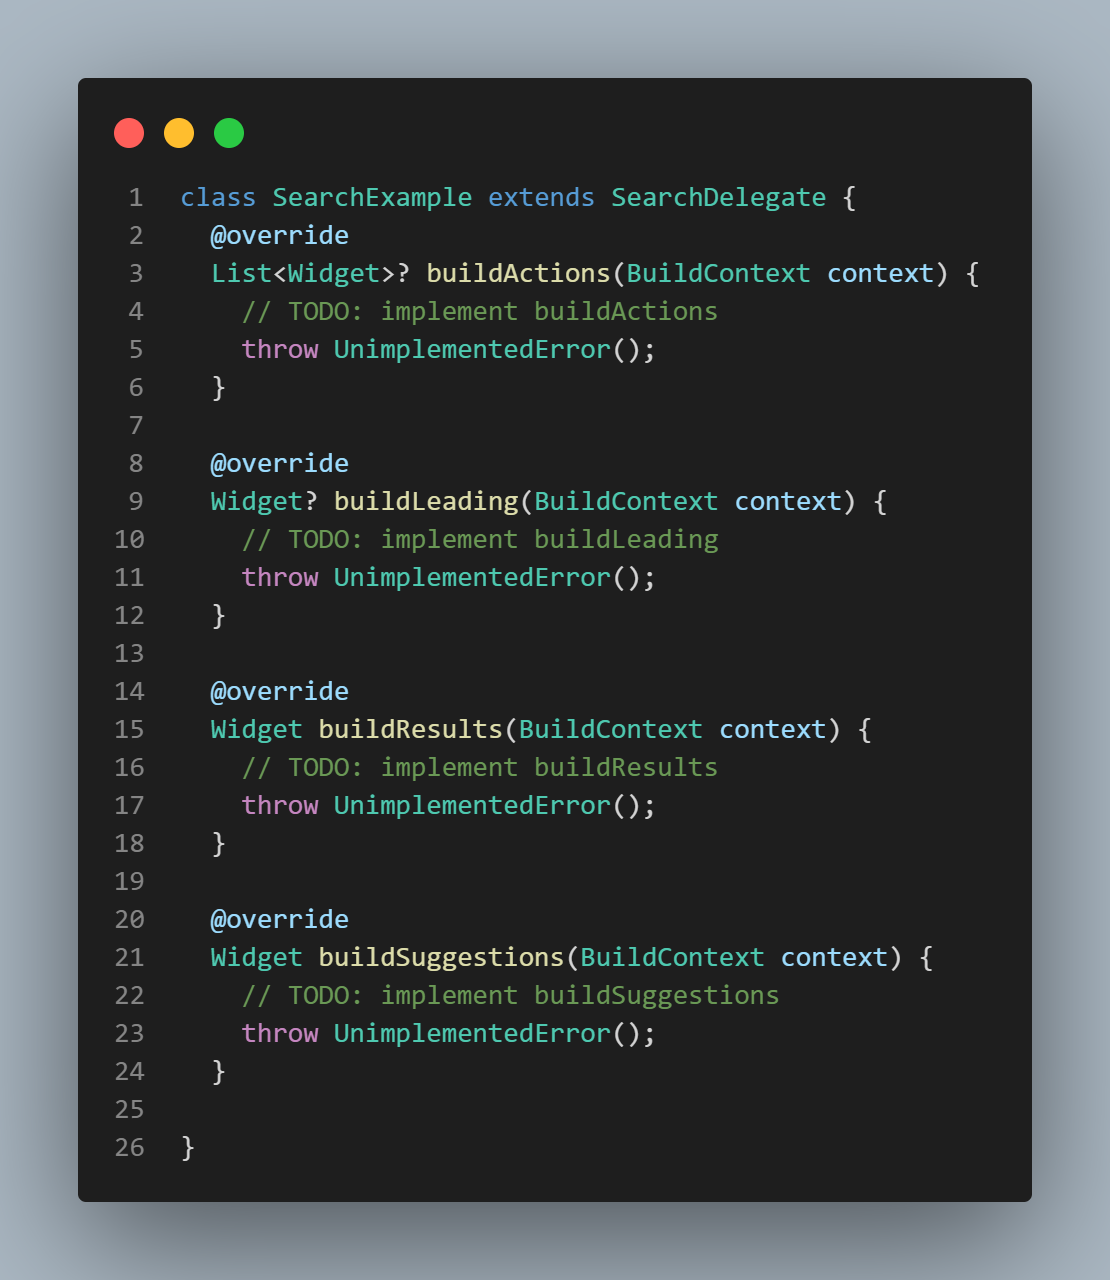 1 class SearchExample extends SearchDelegate {
2   @override
3   List<Widget>? buildActions(BuildContext context) {
4     // TODO: implement buildActions
5     throw UnimplementedError();
6   }
7
8   @override
9   Widget? buildLeading(BuildContext context) {
10     // TODO: implement buildLeading
11     throw UnimplementedError();
12   }
13
14   @override
15   Widget buildResults(BuildContext context) {
16     // TODO: implement buildResults
17     throw UnimplementedError();
18   }
19
20   @override
21   Widget buildSuggestions(BuildContext context) {
22     // TODO: implement buildSuggestions
23     throw UnimplementedError();
24   }
25
26 }